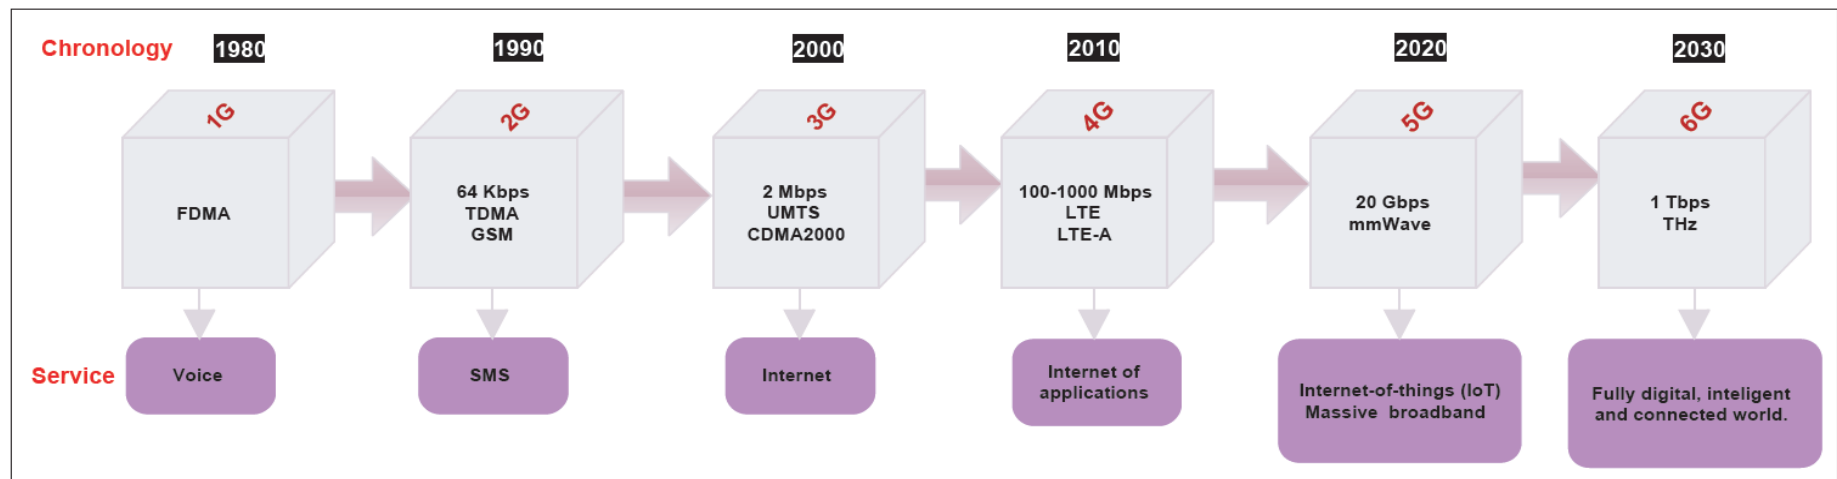 Chronology 1980 1990 2000 2010 2020 2030
1G 2G 3G 4G 5G 6G
FDMA
64 Kbps
TDMA
GSM
2 Mbps
UMTS
CDMA2000
100-1000 Mbps
LTE
LTE-A
20 Gbps
mmWave
1 Tbps
THz
Service
Voice
SMS
Internet
Internet of
applications
Internet-of-things (IoT)
Massive broadband
Fully digital, inteligent
and connected world.